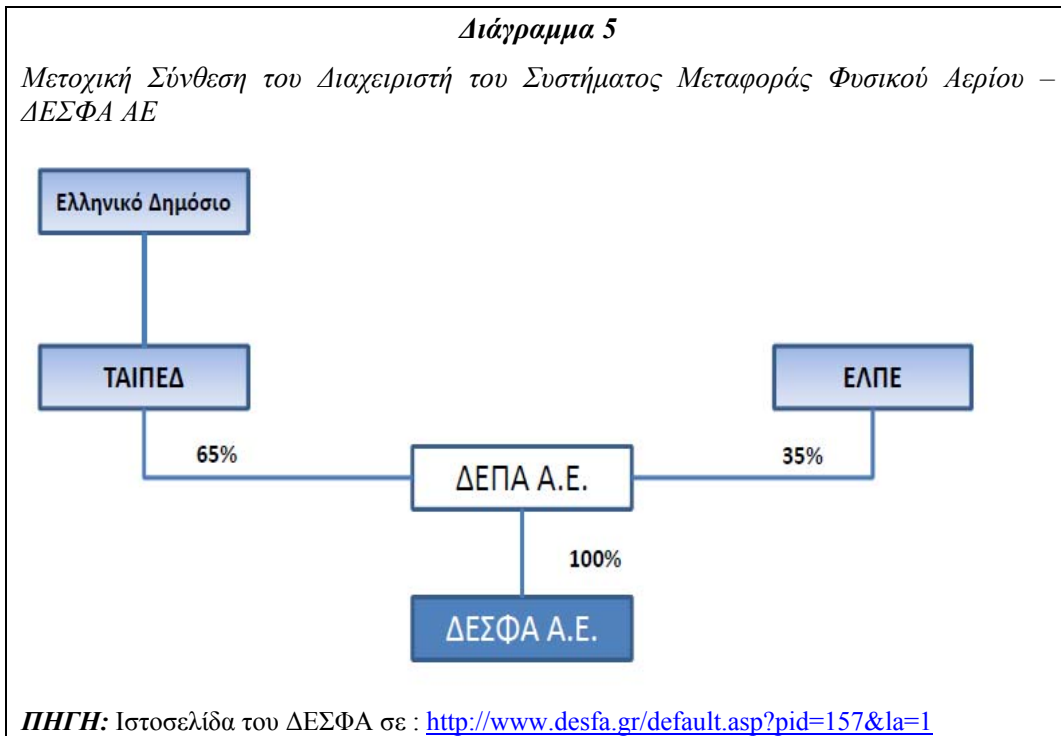 Διάγραμμα 5
Μετοχική Σύνθεση του Διαχειριστή του Συστήματος Μεταφοράς Φυσικού Αερίου –
ΔΕΣΦΑ ΑΕ
Ελληνικό Δημόσιο
ΤΑΙΠΕΔ
ΕΛΠΕ
65%
35%
ΔΕΠΑ Α.Ε.
100%
ΔΕΣΦΑ Α.Ε.
ΠΗΓΗ: Ιστοσελίδα του ΔΕΣΦΑ σε : http://www.desfa.gr/default.asp?pid=157&la=1